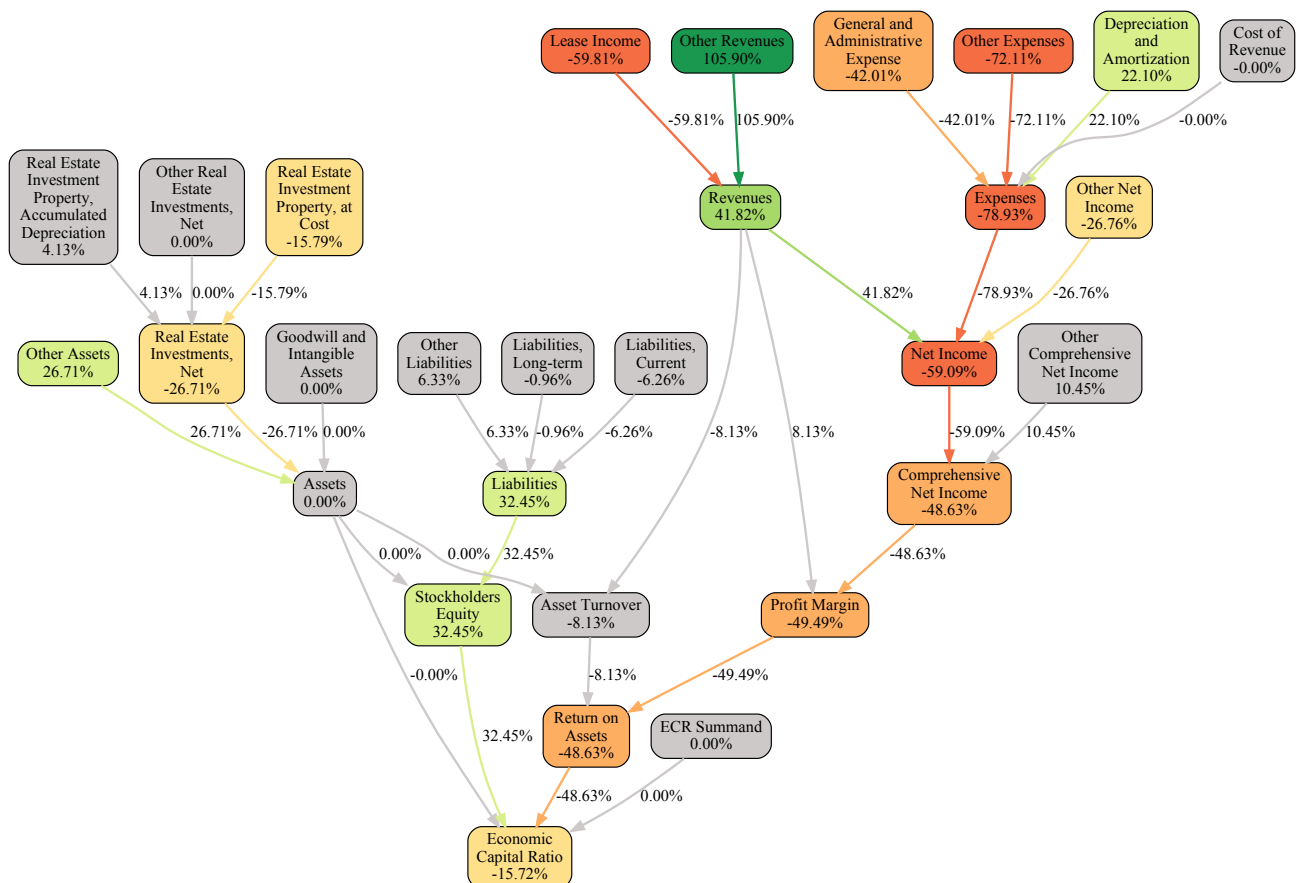 Lease Income
-59.81%
Other Revenues
105.90%
General and
Administrative
Expense
-42.01%
Other Expenses
-72.11%
Depreciation
and
Amortization
22.10%
Cost of
Revenue
-0.00%
-59.81%
105.90%
-42.01%
-72.11%
22.10%
-0.00%
Real Estate
Investment
Property,
Accumulated
Depreciation
4.13%
Other Real
Estate
Investments,
Net
0.00%
Real Estate
Investment
Property, at
Cost
-15.79%
Revenues
41.82%
Expenses
-78.93%
Other Net
Income
-26.76%
4.13%
0.00%
-15.79%
41.82%
-78.93%
-26.76%
Other Assets
26.71%
Real Estate
Investments,
Net
-26.71%
Goodwill and
Intangible
Assets
0.00%
Other
Liabilities
6.33%
Liabilities,
Long-term
-0.96%
Liabilities,
Current
-6.26%
Net Income
-59.09%
Other
Comprehensive
Net Income
10.45%
26.71%
-26.71%
0.00%
6.33%
-0.96%
-6.26%
-8.13%
8.13%
-59.09%
10.45%
Assets
0.00%
Liabilities
32.45%
Comprehensive
Net Income
-48.63%
0.00%
0.00%
32.45%
-48.63%
Stockholders
Equity
32.45%
Asset Turnover
-8.13%
Profit Margin
-49.49%
-0.00%
-8.13%
-49.49%
32.45%
Return on
Assets
-48.63%
ECR Summand
0.00%
-48.63%
0.00%
Economic
Capital Ratio
-15.72%